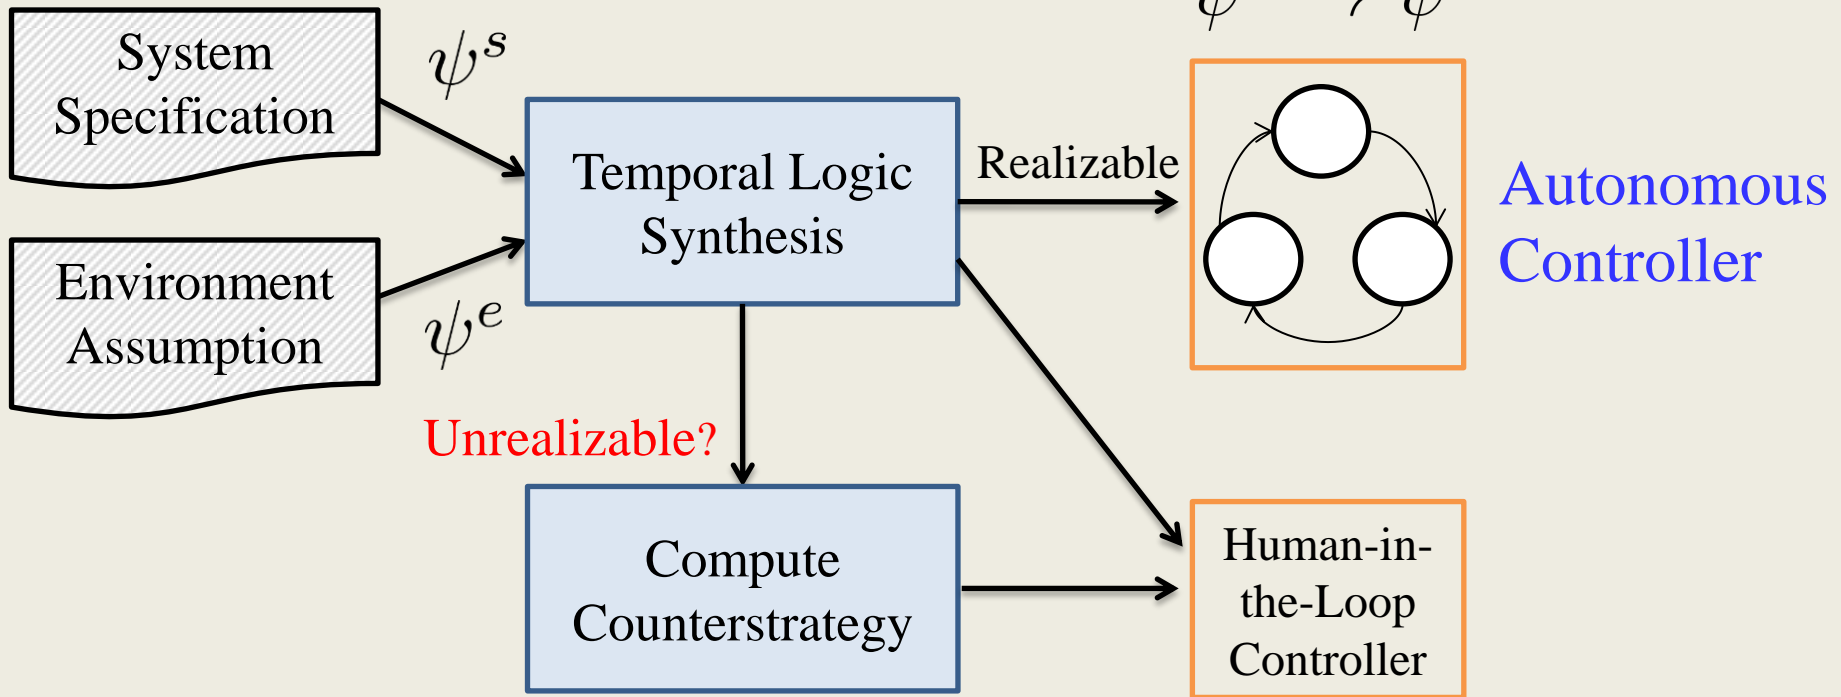 System
Specification
ψ^s
Environment
Assumption
ψ^e
Temporal Logic
Synthesis
Realizable
Autonomous
Controller
Unrealizable?
Compute
Counterstrategy
Human-in-
the-Loop
Controller